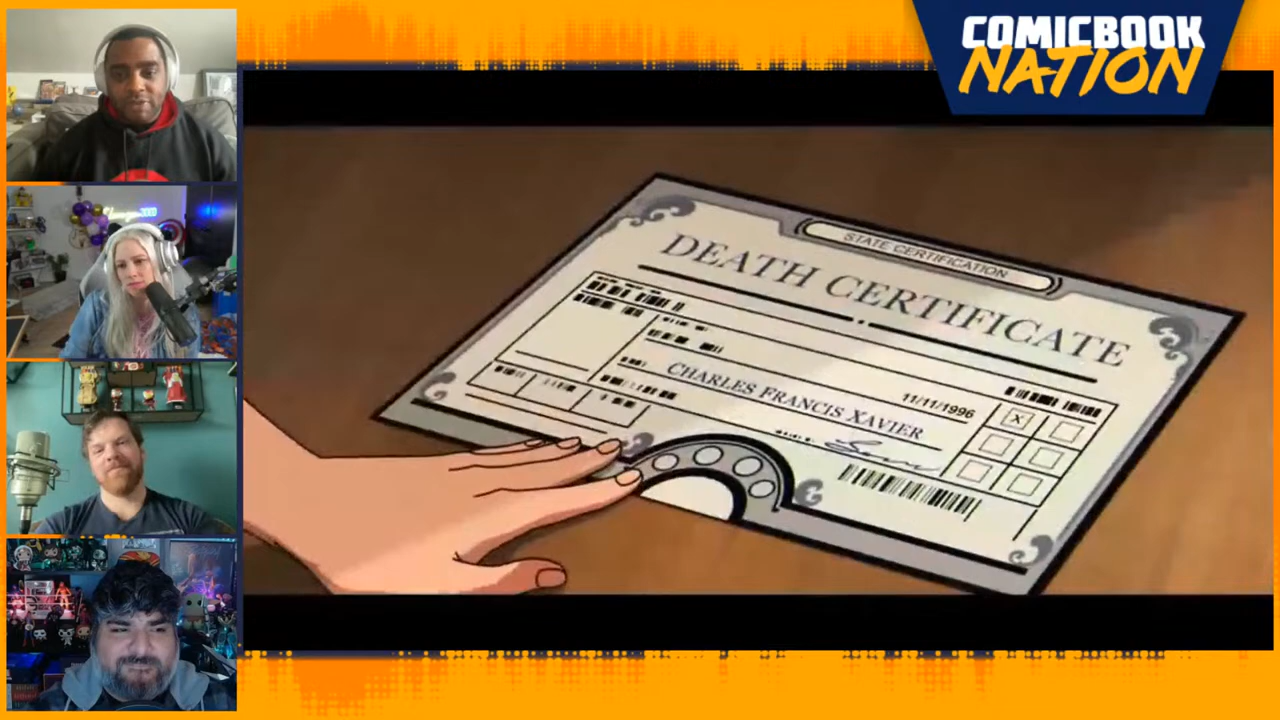 COMICBOOK
NATION
STATE CERTIFICATION
DEATH CERTIFICATE
11/11/1996
CHARLES FRANCIS XAVIER